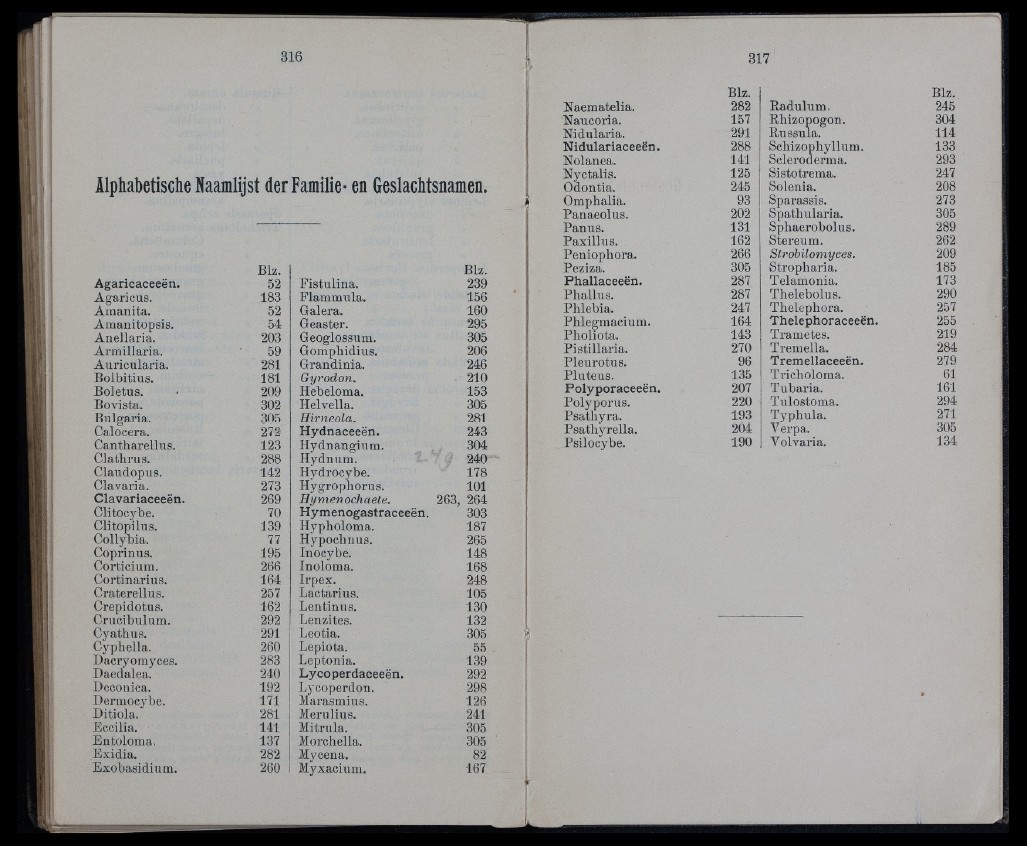 316
Alphabetische Naamlijst der Familie- en Geslachtsnamen.
Blz.
Agaricaceeën. 52
Agaricus. 183
Amanita. 52
Amanitopsis. 54
Anellaria. 203
Armillaria. 59
Auricularia. 281
Bolbitius. 181
Boletus. 209
Bovista. 302
Bulgaria. 305
Calocera. 272
Cantharellus. 123
Clathrus. 288
Claudopus. 142
Clavaria. 273
Clavariaceeën. 269
Clitocybe. 70
Clitopilus. 139
Collybia. 77
Coprinus. 195
Corticium. 266
Cortinarius. 164
Craterellus. 257
Crepidotus. 162
Crucibulum. 292
Cyathus. 291
Cyphella. 260
Dacryomyces. 283
Daedalea. 240
Deconica. 192
Dermocybe. 171
Ditiola. 281
Eccilia. 141
Entoloma. 137
Exidia. 282
Exobasidium. 260
Blz.
Fistulina. 239
Flammula. 156
Galera. 160
Geaster. 295
Geoglossum. 305
Gomphidius. 206
Grandinia. 246
Gyrodon. 210
Hebeloma. 153
Helvella. 305
Hirneola. 281
Hydnaceeën. 243
Hydnangium. 304
Hydnum. 249 240
Hydrocybe. 178
Hygrophorus. 101
Hymenochaete. 263, 264
Hymenogastraceeën. 303
Hypholoma. 187
Hypochnus. 265
Inocybe. 148
Inoloma. 168
Irpex. 248
Lactarius. 105
Lentinus. 130
Lenzites. 132
Leotia. 305
Lepiota. 55
Leptonia. 139
Lycoperdaceeën. 292
Lycoperdon. 298
Marasmius. 126
Merulius. 241
Mitrula. 305
Morchella. 305
Mycena. 82
Myxacium. 167
317
Blz.
Naematelia. 282
Naucoria. 157
Nidularia. 291
Nidulariaceeën. 288
Nolanea. 141
Nyctalis. 125
Odontia. 245
Omphalia. 93
Panaeolus. 202
Panus. 131
Paxillus. 162
Peniophora. 266
Peziza. 305
Phallaceeën. 287
Phallus. 287
Phlebia. 247
Phlegmacium. 164
Pholiota. 143
Pistillaria. 270
Pleurotus. 96
Pluteus. 135
Polyporaceeën. 207
Polyporus. 220
Psathyra. 193
Psathyrella. 204
Psilocybe. 190
Blz.
Radulum. 245
Rhizopogon. 304
Russula. 114
Schizophyllum. 133
Scleroderma. 293
Sistotrema. 247
Solenia. 208
Sparassis. 273
Spathularia. 305
Sphaerobolus. 289
Stereum. 262
Strobilomyces. 209
Stropharia. 185
Telamonia. 173
Thelebolus. 290
Thelephora. 257
Thelephoraceeën. 255
Trametes. 219
Tremella. 284
Tremellaceeën. 279
Tricholoma. 61
Tubaria. 161
Tulostoma. 294
Typhula. 271
Verpa. 305
Volvaria. 134